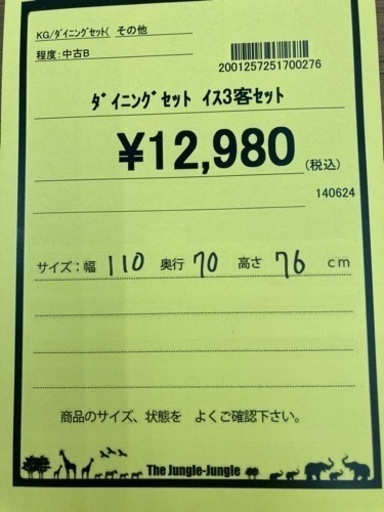 KG/ﾀﾞｲﾆﾝｸﾞｾｯﾄ( その他
程度:中古B
2001257251700276
ﾀﾞｲﾆﾝｸﾞｾｯﾄ ｲｽ3客ｾｯﾄ
¥12,980(税込)
140624
サイズ:幅 110 奥行 70 高さ 76 cm
商品のサイズ、状態を よくご確認下さい。
The Jungle-Jungle